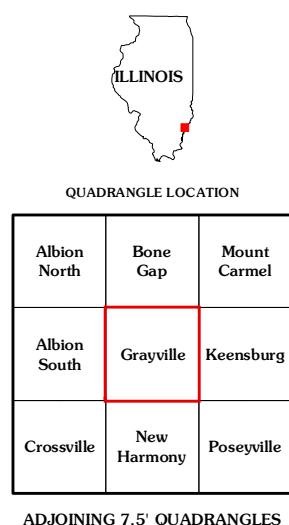 ILLINOIS
QUADRANGLE LOCATION
Albion
North
Bone
Gap
Mount
Carmel
Albion
South
Grayville
Keensburg
Crossville
New
Harmony
Poseyville
ADJOINING 7.5' QUADRANGLES